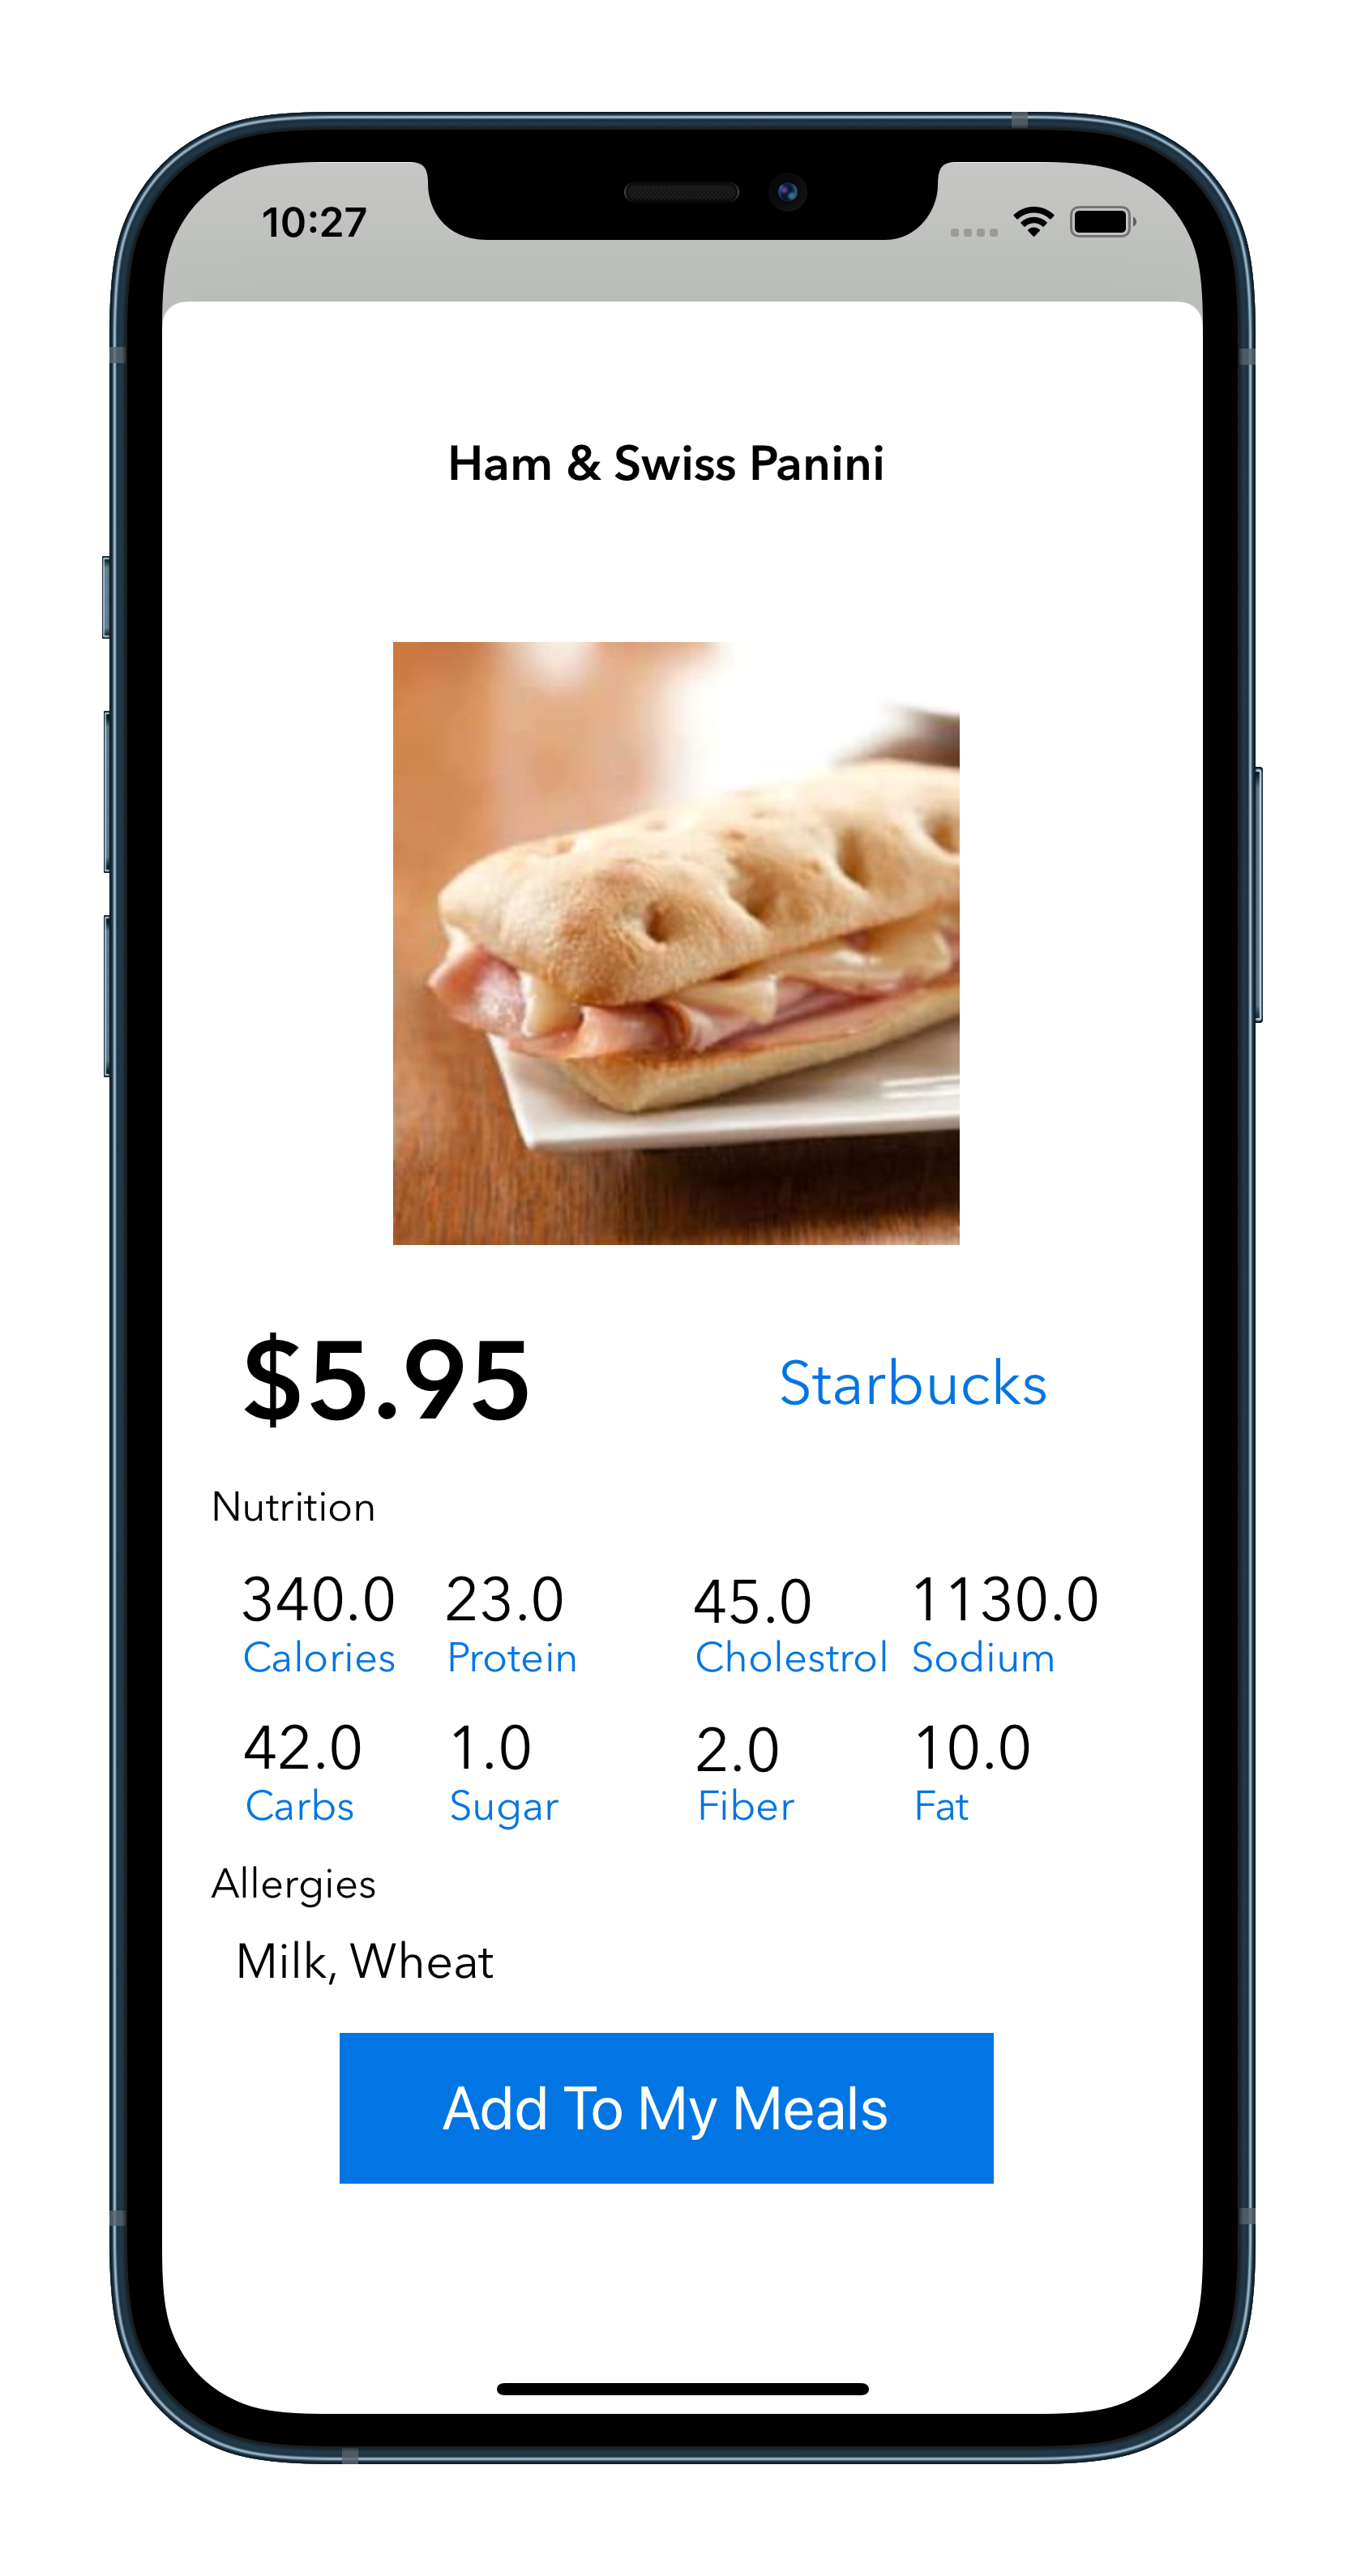 10:27
Ham & Swiss Panini
$5.95 Starbucks
Nutrition
340.0 23.0 45.0 1130.0
Calories Protein Cholestrol Sodium
42.0 1.0 2.0 10.0
Carbs Sugar Fiber Fat
Allergies
Milk, Wheat
Add To My Meals